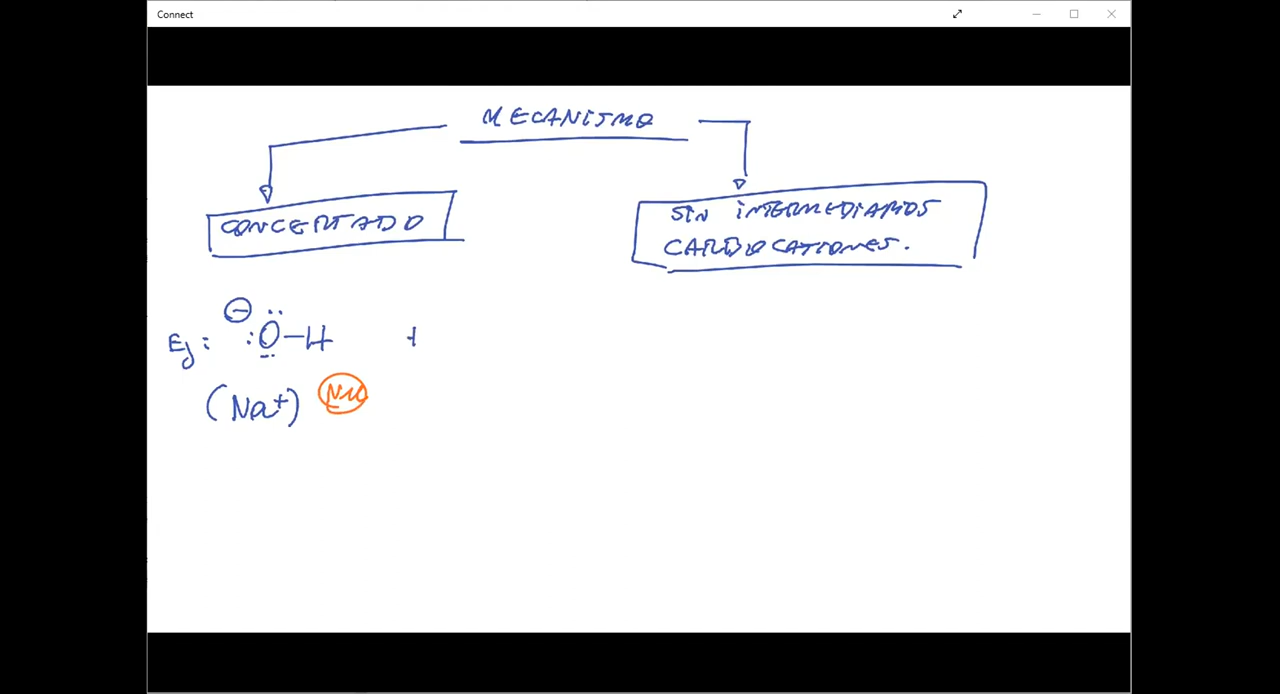 Connect
MECANISMO
CONCERTADO
SIN INTERMEDIARIOS
CARBOCATIONES.
Ej: ⊖ :Ö-H +
(Na+) Nu